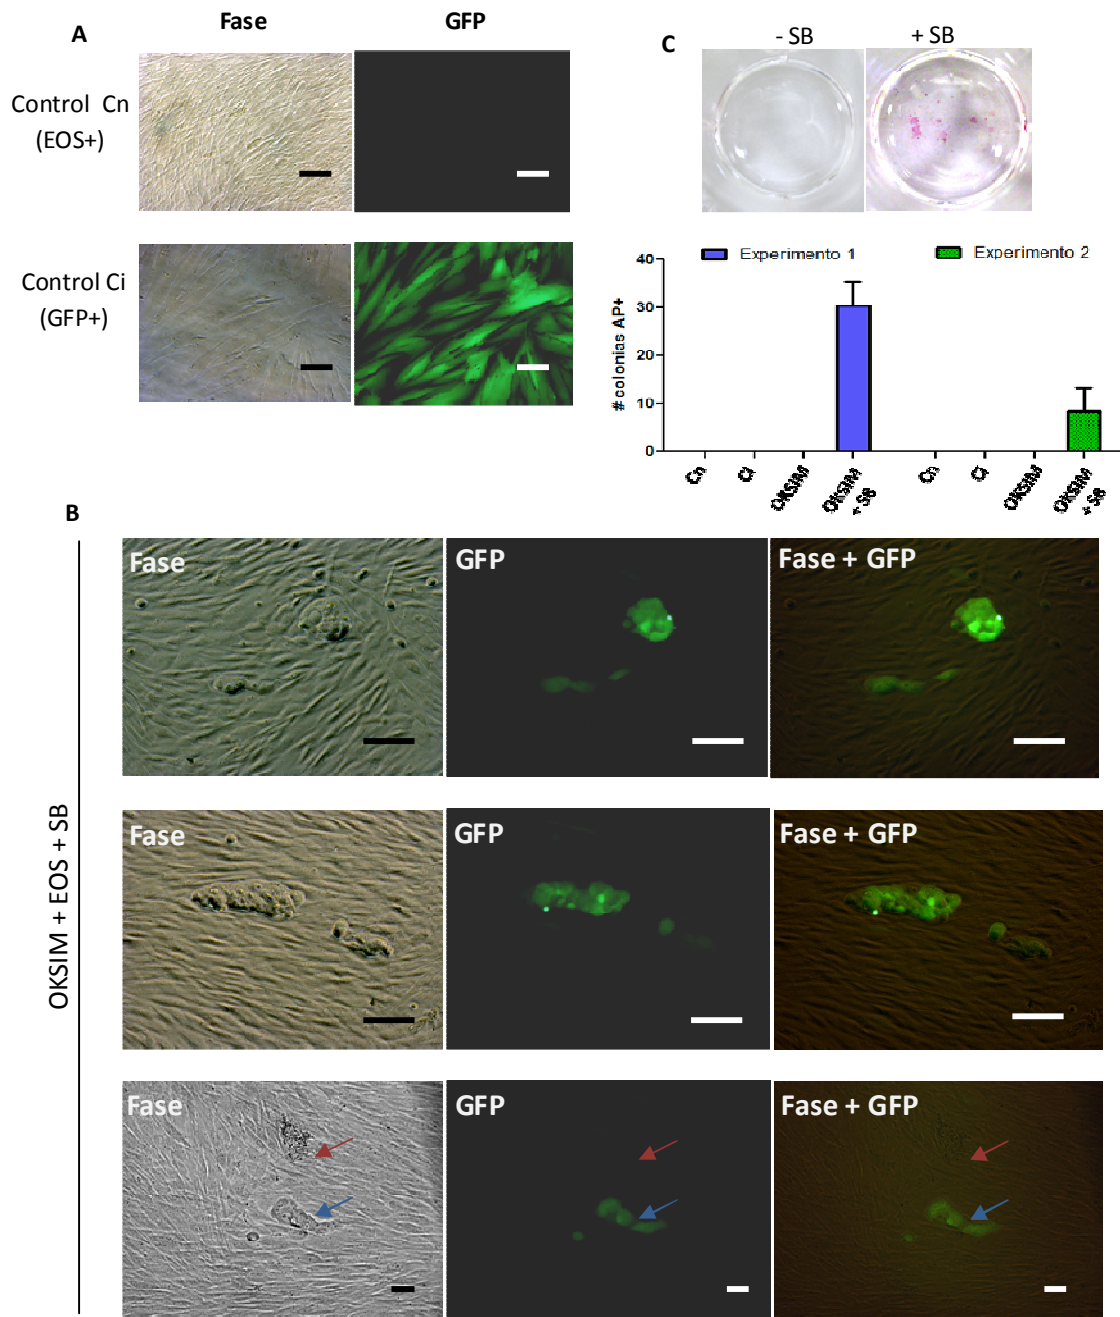 A
Fase
GFP
Control Cn
(EOS+)
Control Ci
(GFP+)
C
- SB
+ SB
Experimento 1
Experimento 2
# colonias AP+
40
30
20
10
0
Cn
Ci
OKSIM
OKSIM
+ SB
Cn
Ci
OKSIM
OKSIM
+ SB
B
OKSIM + EOS + SB
Fase
GFP
Fase + GFP
Fase
GFP
Fase + GFP
Fase
GFP
Fase + GFP